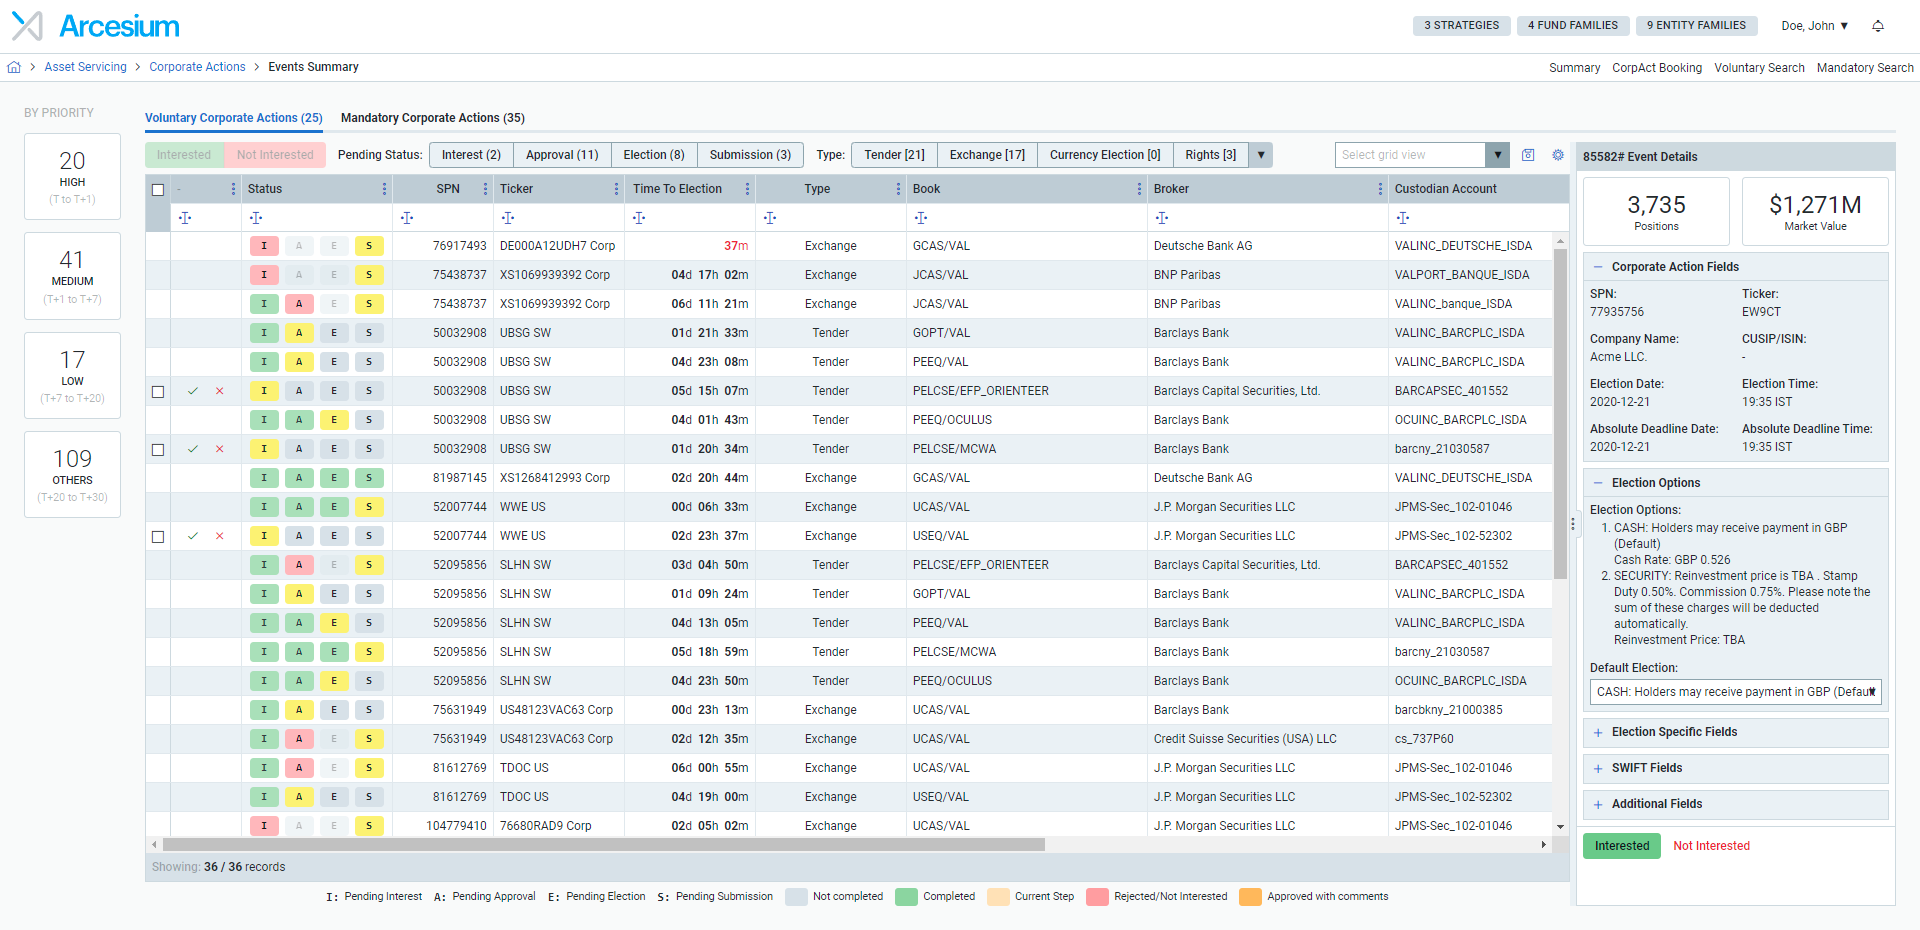 Arcesium
3 STRATEGIES 4 FUND FAMILIES 9 ENTITY FAMILIES Doe, John ▼
Asset Servicing > Corporate Actions > Events Summary
Summary CorpAct Booking Voluntary Search Mandatory Search
BY PRIORITY
20
HIGH
(T to T+1)
41
MEDIUM
(T+1 to T+7)
17
LOW
(T+7 to T+20)
109
OTHERS
(T+20 to T+30)
Voluntary Corporate Actions (25) Mandatory Corporate Actions (35)
Interested Not Interested Pending Status: Interest (2) Approval (11) Election (8) Submission (3) Type: Tender [21] Exchange [17] Currency Election [0] Rights [3] ▼ Select grid view ▼
- Status SPN Ticker Time To Election Type Book Broker Custodian Account
I A E S 76917493 DE000A12UDH7 Corp 37m Exchange GCAS/VAL Deutsche Bank AG VALINC_DEUTSCHE_ISDA
I A E S 75438737 XS1069939392 Corp 04d 17h 02m Exchange JCAS/VAL BNP Paribas VALPORT_BANQUE_ISDA
I A E S 75438737 XS1069939392 Corp 06d 11h 21m Exchange JCAS/VAL BNP Paribas VALINC_banque_ISDA
I A E S 50032908 UBSG SW 01d 21h 33m Tender GOPT/VAL Barclays Bank VALINC_BARCPLC_ISDA
I A E S 50032908 UBSG SW 04d 23h 08m Tender PEEQ/VAL Barclays Bank VALINC_BARCPLC_ISDA
I A E S 50032908 UBSG SW 05d 15h 07m Tender PELCSE/EFP_ORIENTEER Barclays Capital Securities, Ltd. BARCAPSEC_401552
I A E S 50032908 UBSG SW 04d 01h 43m Tender PEEQ/OCULUS Barclays Bank OCUINC_BARCPLC_ISDA
I A E S 50032908 UBSG SW 01d 20h 34m Tender PELCSE/MCWA Barclays Bank barcny_21030587
I A E S 81987145 XS1268412993 Corp 02d 20h 44m Exchange GCAS/VAL Deutsche Bank AG VALINC_DEUTSCHE_ISDA
I A E S 52007744 WWE US 00d 06h 33m Exchange UCAS/VAL J.P. Morgan Securities LLC JPMS-Sec_102-01046
I A E S 52007744 WWE US 02d 23h 37m Exchange USEQ/VAL J.P. Morgan Securities LLC JPMS-Sec_102-52302
I A E S 52095856 SLHN SW 03d 04h 50m Tender PELCSE/EFP_ORIENTEER Barclays Capital Securities, Ltd. BARCAPSEC_401552
I A E S 52095856 SLHN SW 01d 09h 24m Tender GOPT/VAL Barclays Bank VALINC_BARCPLC_ISDA
I A E S 52095856 SLHN SW 04d 13h 05m Tender PEEQ/VAL Barclays Bank VALINC_BARCPLC_ISDA
I A E S 52095856 SLHN SW 05d 18h 59m Tender PELCSE/MCWA Barclays Bank barcny_21030587
I A E S 52095856 SLHN SW 04d 23h 50m Tender PEEQ/OCULUS Barclays Bank OCUINC_BARCPLC_ISDA
I A E S 75631949 US48123VAC63 Corp 00d 23h 13m Exchange UCAS/VAL Barclays Bank barcbkny_21000385
I A E S 75631949 US48123VAC63 Corp 02d 12h 35m Exchange UCAS/VAL Credit Suisse Securities (USA) LLC cs_737P60
I A E S 81612769 TDOC US 06d 00h 55m Exchange UCAS/VAL J.P. Morgan Securities LLC JPMS-Sec_102-01046
I A E S 81612769 TDOC US 04d 19h 00m Exchange USEQ/VAL J.P. Morgan Securities LLC JPMS-Sec_102-52302
I A E S 104779410 76680RAD9 Corp 02d 05h 02m Exchange UCAS/VAL J.P. Morgan Securities LLC JPMS-Sec_102-01046
Showing: 36 / 36 records
I: Pending Interest A: Pending Approval E: Pending Election S: Pending Submission Not completed Completed Current Step Rejected/Not Interested Approved with comments
85582# Event Details
3,735 $1,271M
Positions Market Value
− Corporate Action Fields
SPN: Ticker:
77935756 EW9CT
Company Name: CUSIP/ISIN:
Acme LLC. -
Election Date: Election Time:
2020-12-21 19:35 IST
Absolute Deadline Date: Absolute Deadline Time:
2020-12-21 19:35 IST
− Election Options
Election Options:
1. CASH: Holders may receive payment in GBP
(Default)
Cash Rate: GBP 0.526
2. SECURITY: Reinvestment price is TBA . Stamp
Duty 0.50%. Commission 0.75%. Please note the
sum of these charges will be deducted
automatically.
Reinvestment Price: TBA
Default Election:
CASH: Holders may receive payment in GBP (Default
+ Election Specific Fields
+ SWIFT Fields
+ Additional Fields
Interested Not Interested